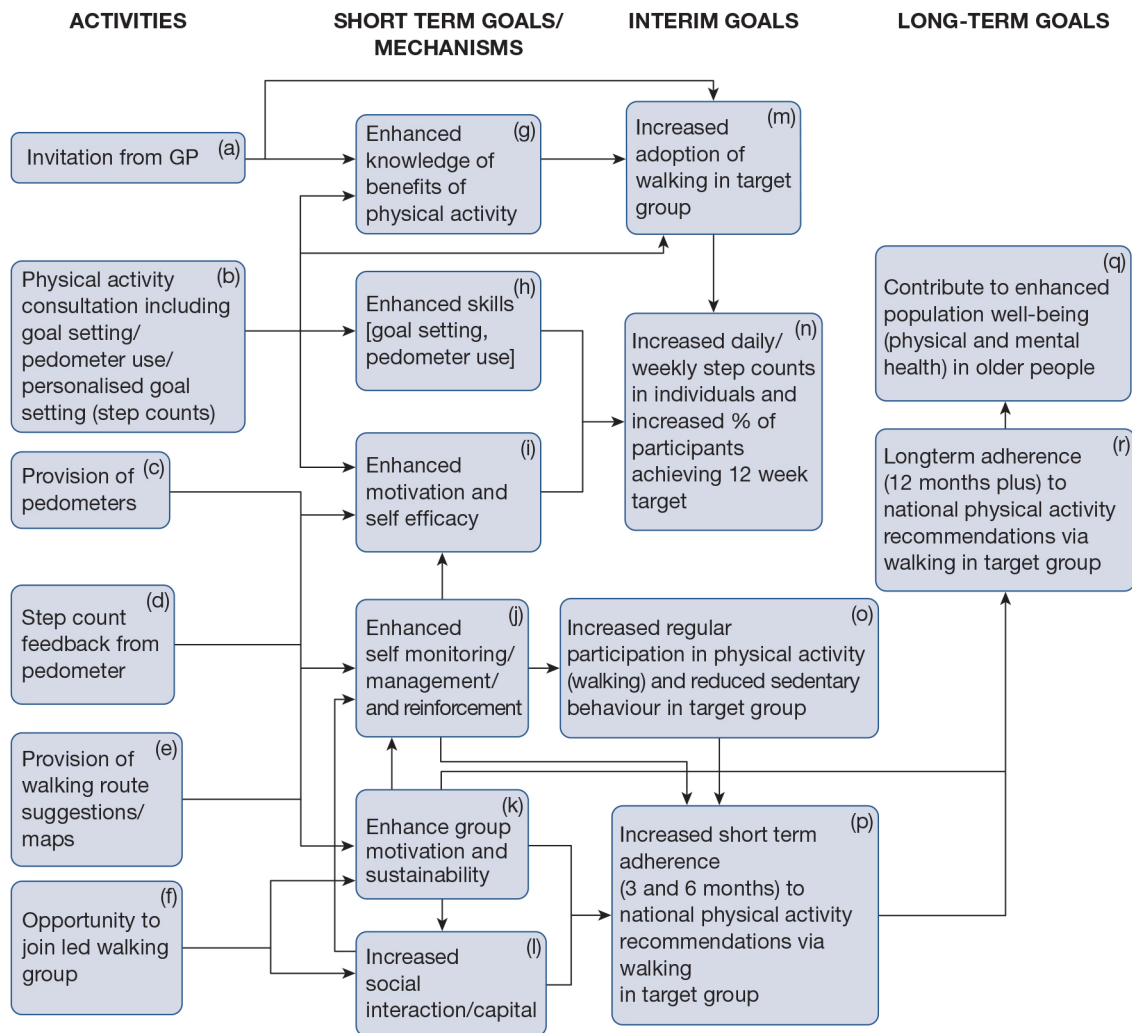 ACTIVITIES
SHORT TERM GOALS/
MECHANISMS
INTERIM GOALS
LONG-TERM GOALS
Invitation from GP
(a)
Physical activity
(b)
consultation including
goal setting/
pedometer use/
personalised goal
setting (step counts)
Provision of
(c)
pedometers
Step count
(d)
feedback from
pedometer
Provision of
(e)
walking route
suggestions/
maps
Opportunity to
(f)
join led walking
group
Enhanced
(g)
knowledge of
benefits of
physical activity
Enhanced skills
(h)
[goal setting,
pedometer use]
Enhanced
(i)
motivation and
self efficacy
Enhanced
(j)
self monitoring/
management/
and reinforcement
Enhance group
(k)
motivation and
sustainability
Increased
(l)
social
interaction/capital
Increased
(m)
adoption of
walking in target
group
Increased daily/
(n)
weekly step counts
in individuals and
increased % of
participants
achieving 12 week
target
Increased regular
(o)
participation in physical activity
(walking) and reduced sedentary
behaviour in target group
Increased short term
(p)
adherence
(3 and 6 months) to
national physical activity
recommendations via
walking
in target group
Contribute to enhanced
(q)
population well-being
(physical and mental
health) in older people
Longterm adherence
(r)
(12 months plus) to
national physical activity
recommendations via
walking in target group